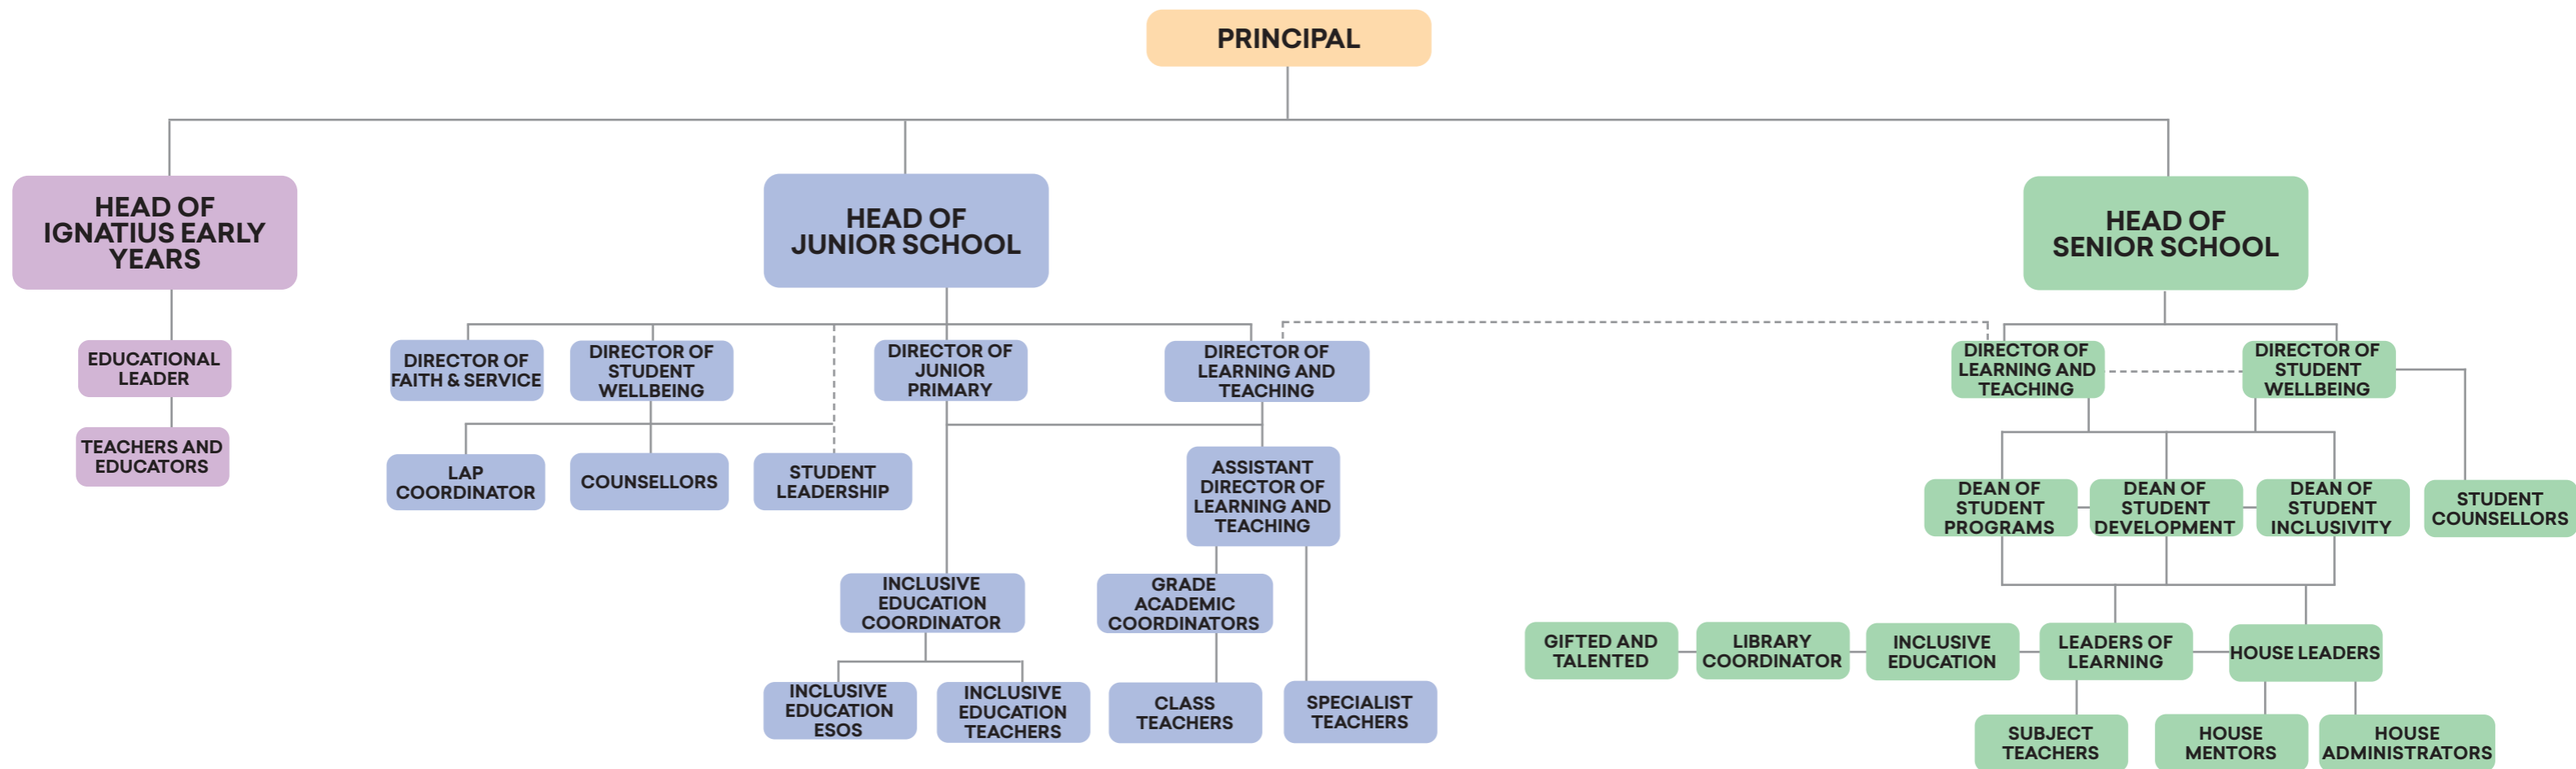 PRINCIPAL
HEAD OF
IGNATIUS EARLY
YEARS
HEAD OF
JUNIOR SCHOOL
HEAD OF
SENIOR SCHOOL
EDUCATIONAL
LEADER
TEACHERS AND
EDUCATORS
DIRECTOR OF
FAITH & SERVICE
DIRECTOR OF
STUDENT
WELLBEING
DIRECTOR OF
JUNIOR
PRIMARY
DIRECTOR OF
LEARNING AND
TEACHING
LAP
COORDINATOR
COUNSELLORS
STUDENT
LEADERSHIP
ASSISTANT
DIRECTOR OF
LEARNING AND
TEACHING
INCLUSIVE
EDUCATION
COORDINATOR
GRADE
ACADEMIC
COORDINATORS
INCLUSIVE
EDUCATION
ESOS
INCLUSIVE
EDUCATION
TEACHERS
CLASS
TEACHERS
SPECIALIST
TEACHERS
DIRECTOR OF
LEARNING AND
TEACHING
DIRECTOR OF
STUDENT
WELLBEING
DEAN OF
STUDENT
PROGRAMS
DEAN OF
STUDENT
DEVELOPMENT
DEAN OF
STUDENT
INCLUSIVITY
STUDENT
COUNSELLORS
GIFTED AND
TALENTED
LIBRARY
COORDINATOR
INCLUSIVE
EDUCATION
LEADERS OF
LEARNING
HOUSE LEADERS
SUBJECT
TEACHERS
HOUSE
MENTORS
HOUSE
ADMINISTRATORS